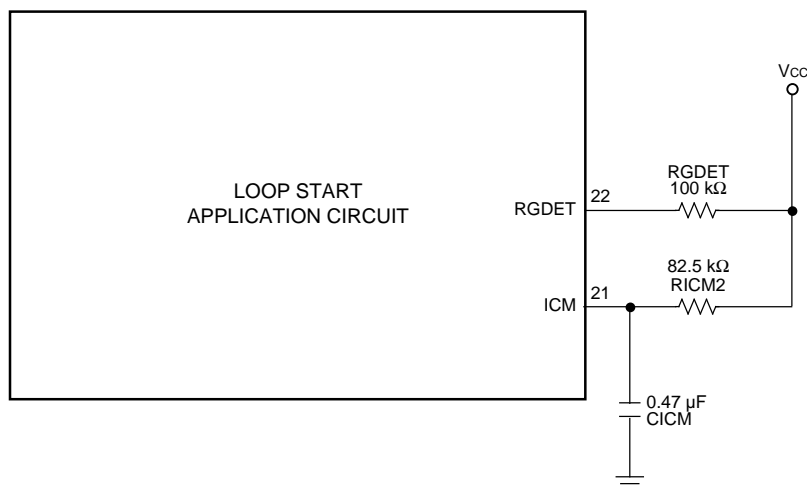 VCC
RGDET
100 kΩ
LOOP START
APPLICATION CIRCUIT
RGDET
22
82.5 kΩ
RICM2
ICM
21
0.47 µF
CICM